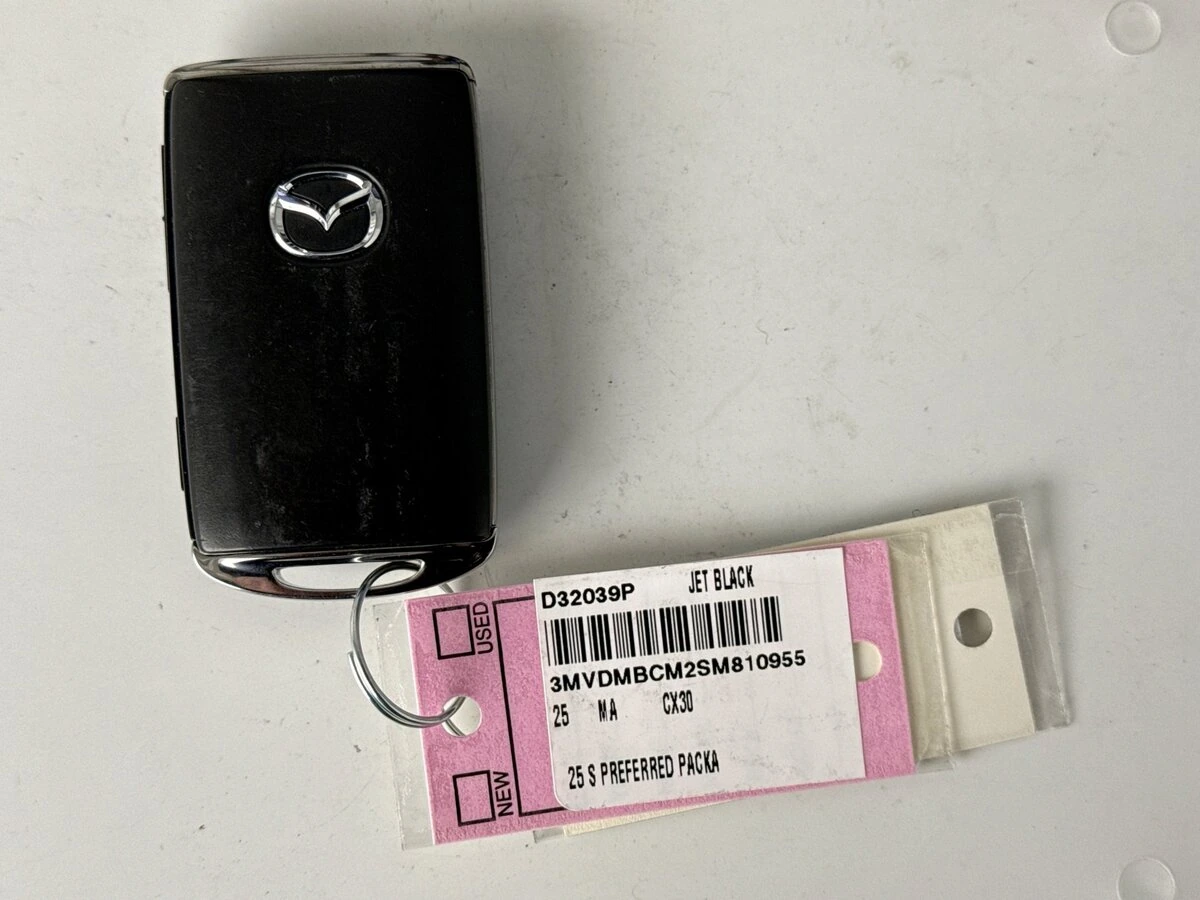 D32039P JET BLACK
3MVDMBCM2SM810955
25 MA CX30
25 S PREFERRED PACKA
USED
NEW